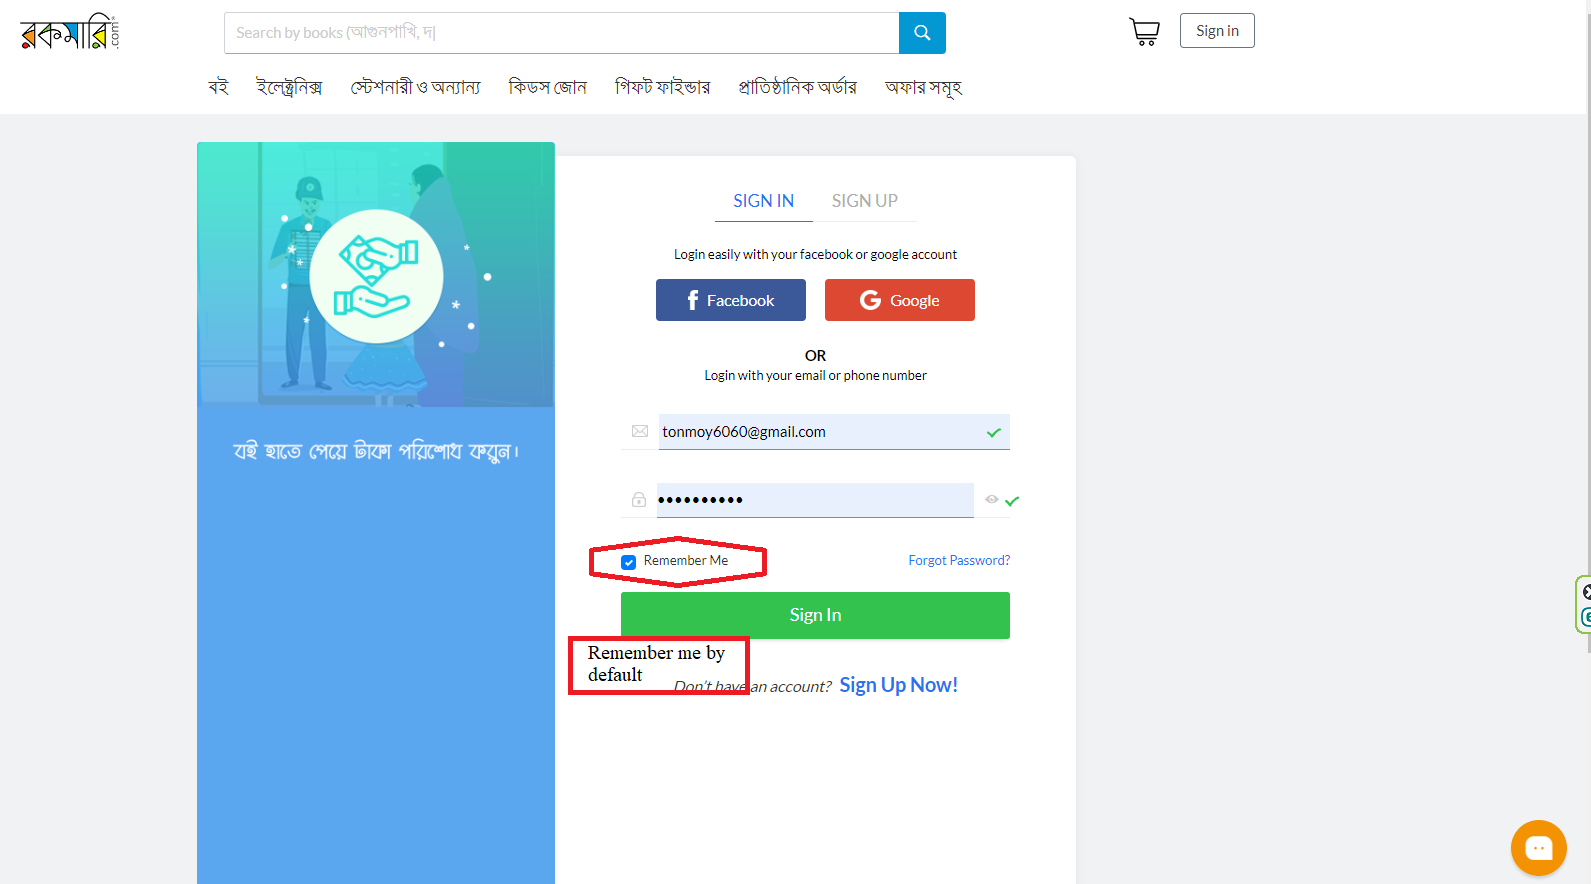 রকমারি.com
Search by books (আগুনপাখি, দ|
Sign in
বই ইলেক্ট্রনিক্স স্টেশনারী ও অন্যান্য কিডস জোন গিফট ফাইন্ডার প্রাতিষ্ঠানিক অর্ডার অফার সমূহ
বই হাতে পেয়ে টাকা পরিশোধ করুন।
SIGN IN SIGN UP
Login easily with your facebook or google account
f Facebook G Google
OR
Login with your email or phone number
tonmoy6060@gmail.com
••••••••••
Remember Me Forgot Password?
Sign In
Remember me by
default
Don't have an account? Sign Up Now!